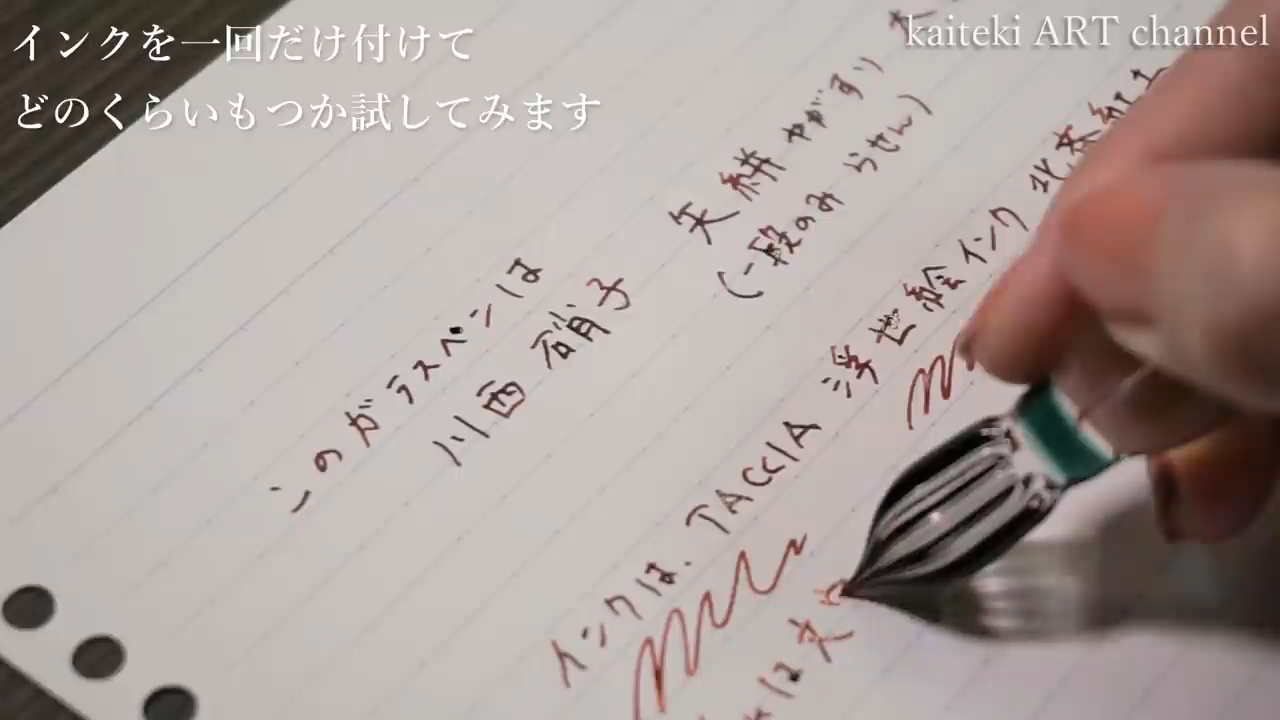 インクを一回だけ付けて
どのくらいもつか試してみます
kaiteki ART channel
このガラスペンは
川西 硝子
矢絣 やがすり
(一段のみ らせん)
インクは、TACCIA 浮世絵インク 北斎 紅土
は太